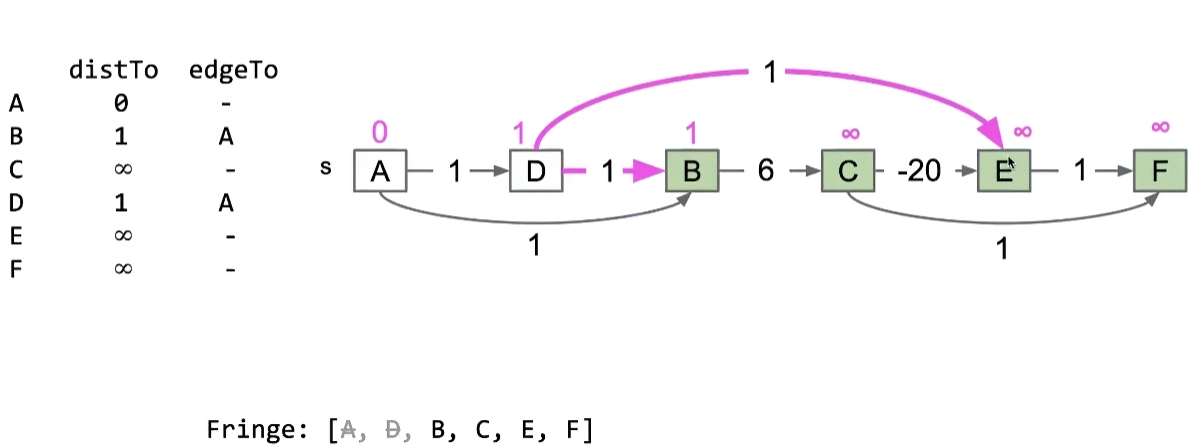 distTo edgeTo
A 0 -
B 1 A
C ∞ -
D 1 A
E ∞ -
F ∞ -
1
0 1 1 ∞ ∞ ∞
s A 1 D 1 B 6 C -20 E 1 F
1 1
Fringe: [A, D, B, C, E, F]